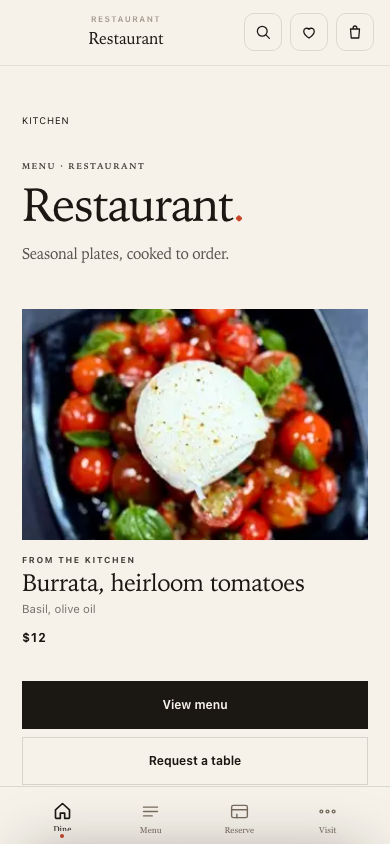 RESTAURANT
Restaurant
KITCHEN
MENU · RESTAURANT
Restaurant.
Seasonal plates, cooked to order.
FROM THE KITCHEN
Burrata, heirloom tomatoes
Basil, olive oil
$12
View menu
Request a table
Dine
Menu
Reserve
Visit